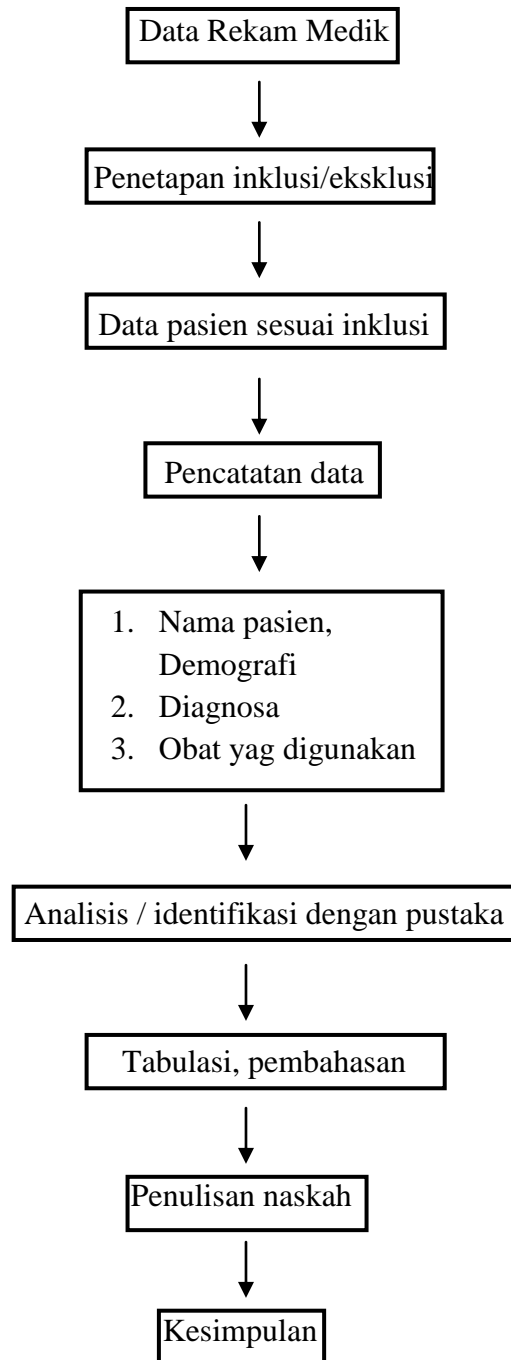 Data Rekam Medik
Penetapan inklusi/eksklusi
Data pasien sesuai inklusi
Pencatatan data
1. Nama pasien,
Demografi
2. Diagnosa
3. Obat yag digunakan
Analisis / identifikasi dengan pustaka
Tabulasi, pembahasan
Penulisan naskah
Kesimpulan